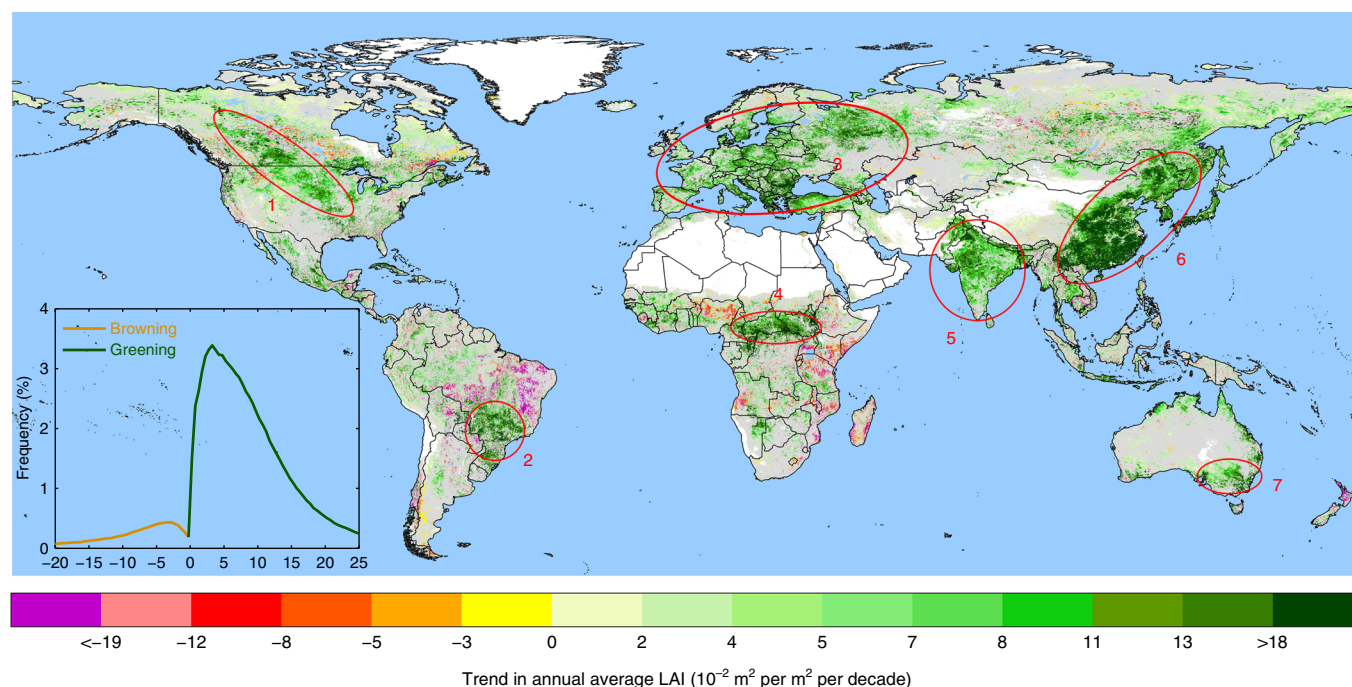 1
2
3
4
5
6
7
4
3
2
1
0
Frequency (%)
Browning
Greening
−20 −15 −10 −5 0 5 10 15 20 25
<−19 −12 −8 −5 −3 0 2 4 5 7 8 11 13 >18
Trend in annual average LAI (10⁻² m² per m² per decade)